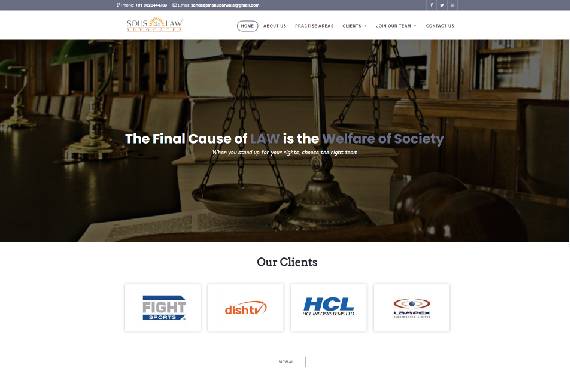 HOME ABOUT US PRACTISE AREAS CLIENTS JOIN OUR TEAM CONTACT US
SOLIS LAW
The Final Cause of LAW is the Welfare of Society
When you stand up for your rights, choose the right team
Our Clients
FIGHT
SPORTS
dishtv
HCL